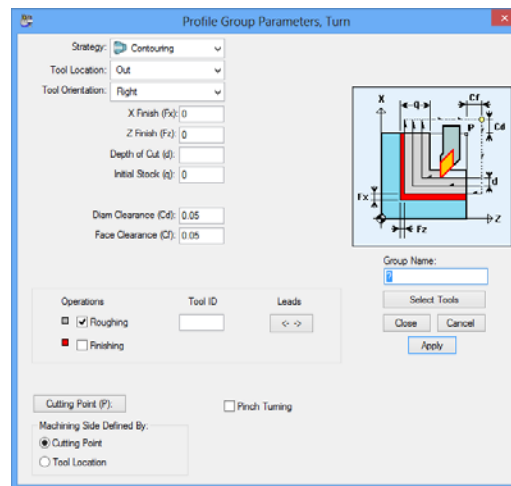 Profile Group Parameters, Turn
Strategy: Contouring
Tool Location: Out
Tool Orientation: Right
X Finish (Fx): 0
Z Finish (Fz): 0
Depth of Cut (d):
Initial Stock (q): 0
Diam Clearance (Cd): 0.05
Face Clearance (Cf): 0.05
X Q Cf
P Cd
d
Fx
Fz Z
Group Name:
?
Select Tools
Close Cancel
Apply
Operations Tool ID Leads
Roughing <- ->
Finishing
Cutting Point (P):
Pinch Turning
Machining Side Defined By:
Cutting Point
Tool Location